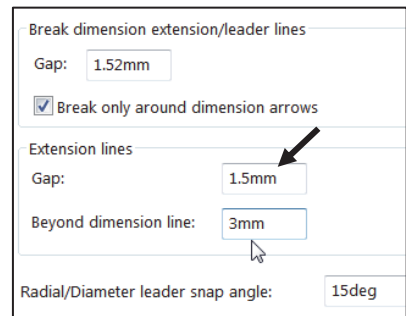 Break dimension extension/leader lines
Gap: 1.52mm
Break only around dimension arrows
Extension lines
Gap: 1.5mm
Beyond dimension line: 3mm
Radial/Diameter leader snap angle: 15deg